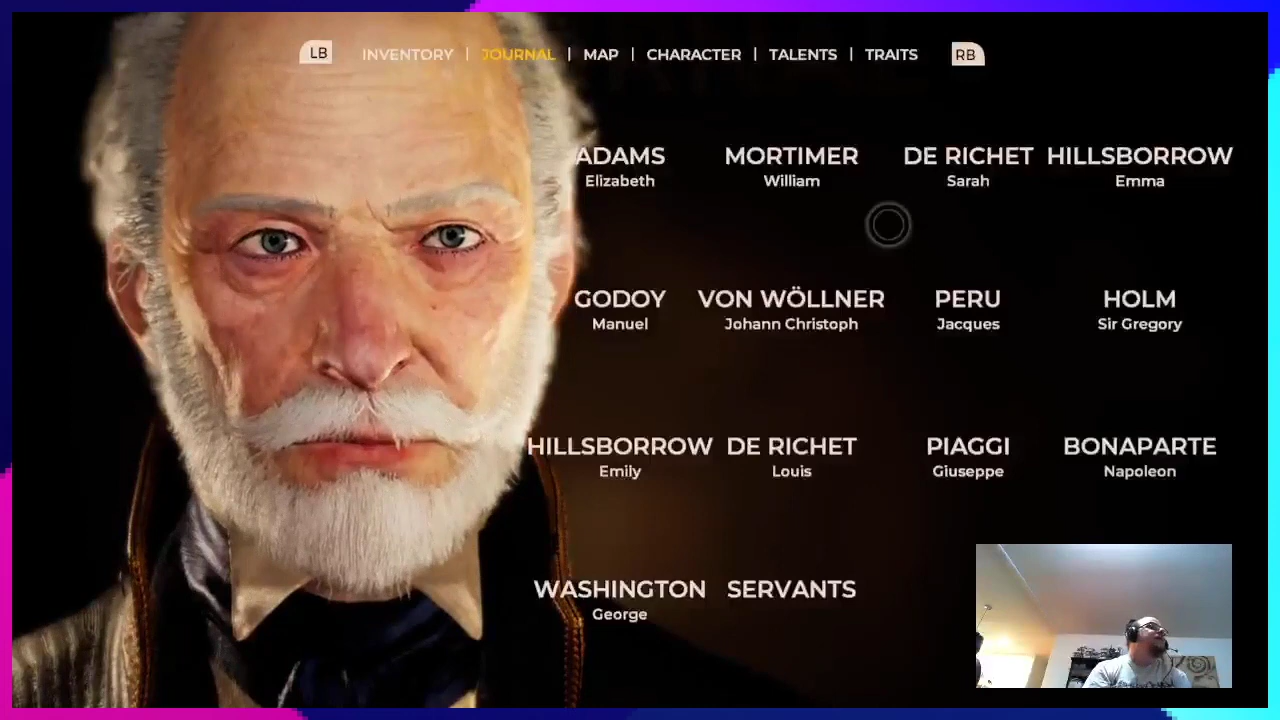 LB INVENTORY | JOURNAL | MAP | CHARACTER | TALENTS | TRAITS RB
ADAMS MORTIMER DE RICHET HILLSBORROW
Elizabeth William Sarah Emma
GODOY VON WÖLLNER PERU HOLM
Manuel Johann Christoph Jacques Sir Gregory
HILLSBORROW DE RICHET PIAGGI BONAPARTE
Emily Louis Giuseppe Napoleon
WASHINGTON SERVANTS
George